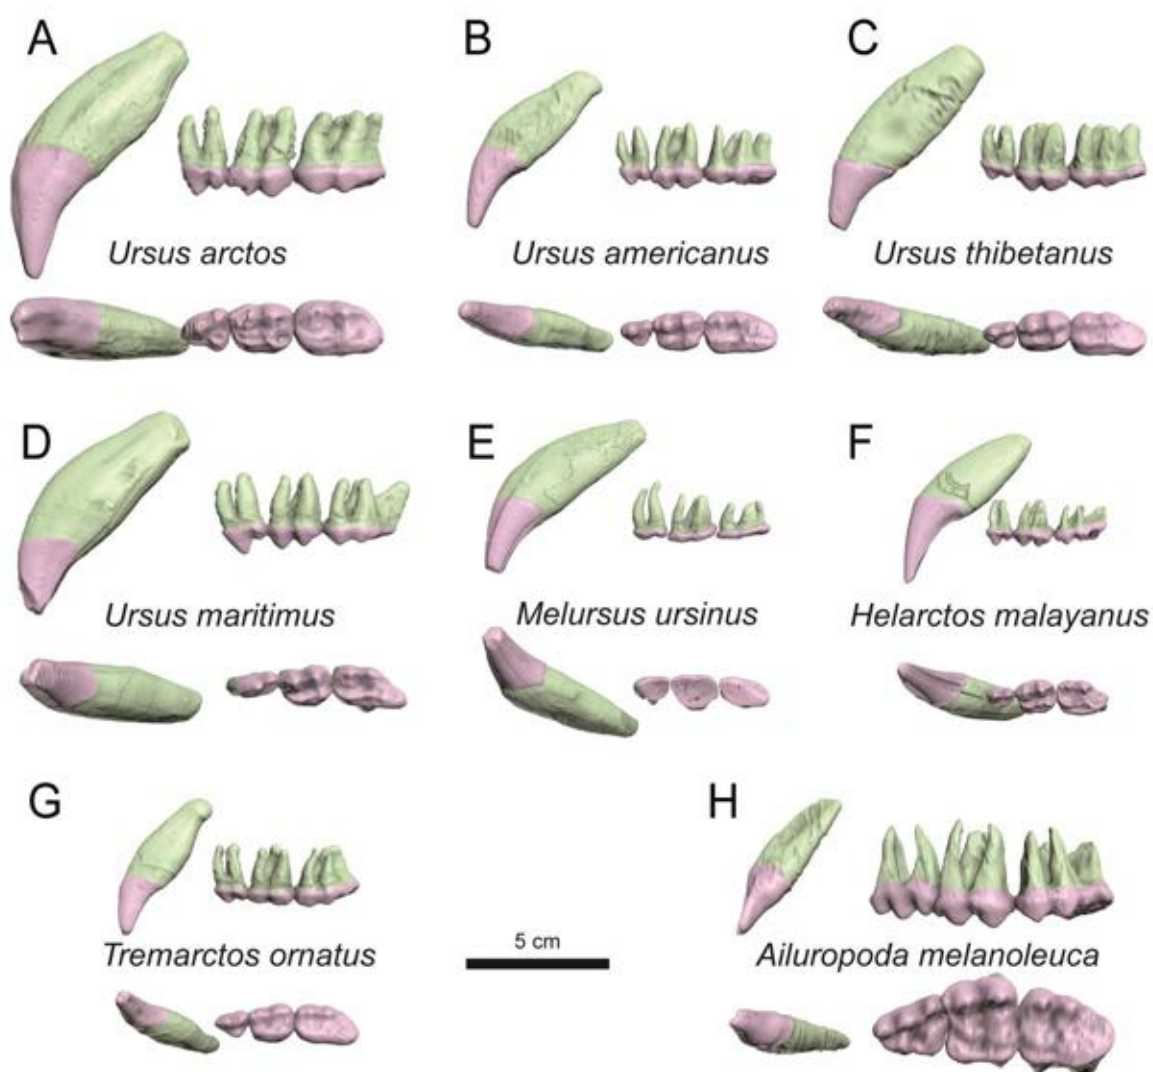 A
B
C
Ursus arctos
Ursus americanus
Ursus thibetanus
D
E
F
Ursus maritimus
Melursus ursinus
Helarctos malayanus
G
H
Tremarctos ornatus
5 cm
Ailuropoda melanoleuca